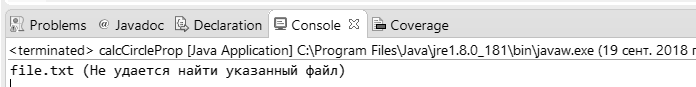 Problems @ Javadoc Declaration Console Coverage
<terminated> calcCircleProp [Java Application] C:\Program Files\Java\jre1.8.0_181\bin\javaw.exe (19 сент. 2018 г
file.txt (Не удается найти указанный файл)